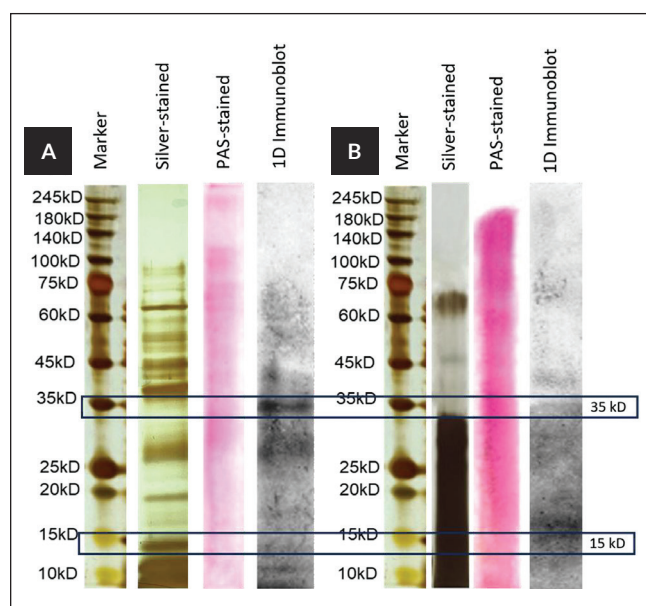 A
Marker
Silver-stained
PAS-stained
1D Immunoblot
B
Marker
Silver-stained
PAS-stained
1D Immunoblot
245kD
180kD
140kD
100kD
75kD
60kD
45kD
35kD
25kD
20kD
15kD
10kD
245kD
180kD
140kD
100kD
75kD
60kD
45kD
35kD
25kD
20kD
15kD
10kD
35 kD
15 kD